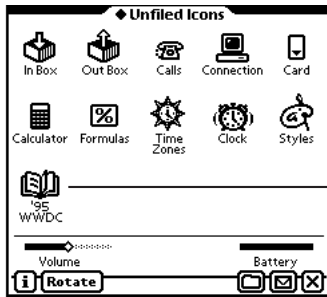 Unfiled Icons
In Box Out Box Calls Connection Card
Calculator Formulas Time Zones Clock Styles
'95
WWDC
Volume Battery
i Rotate